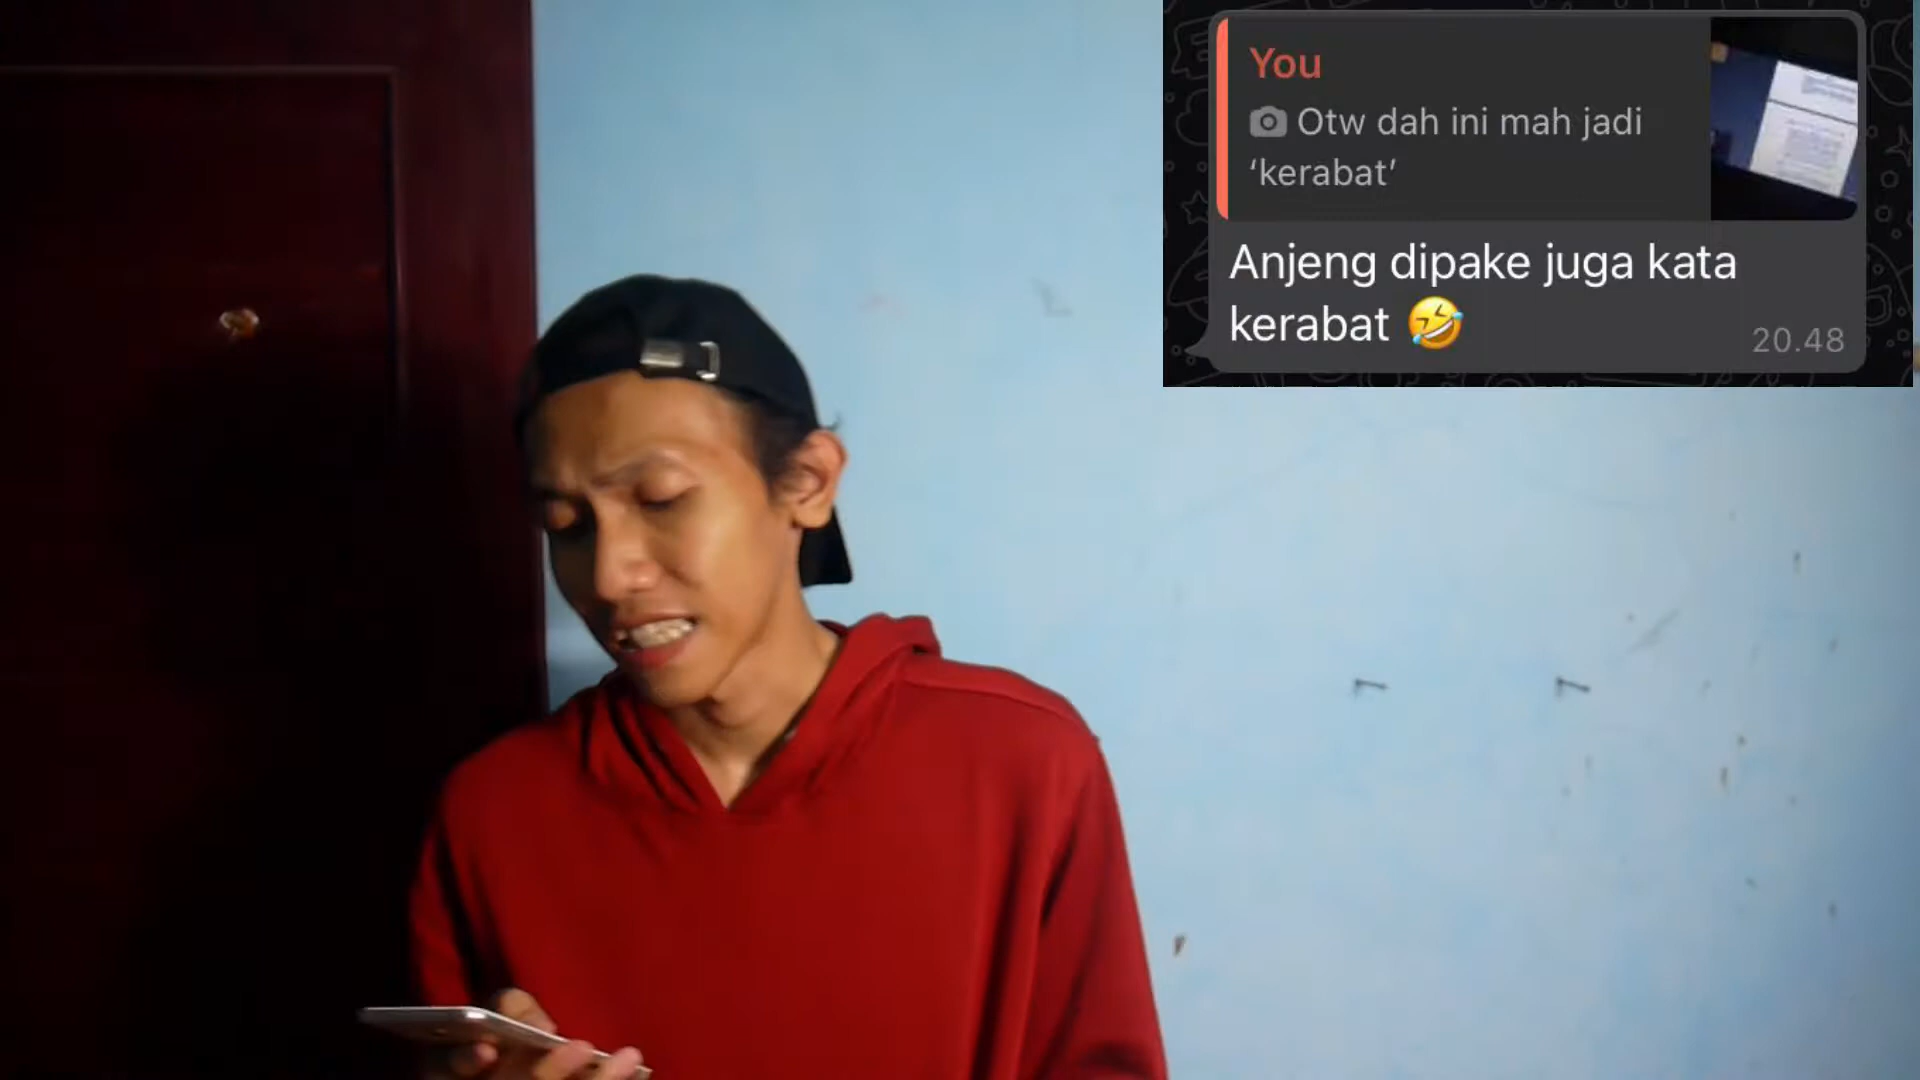 You
Otw dah ini mah jadi
‘kerabat’
Anjeng dipake juga kata
kerabat 🤣
20.48